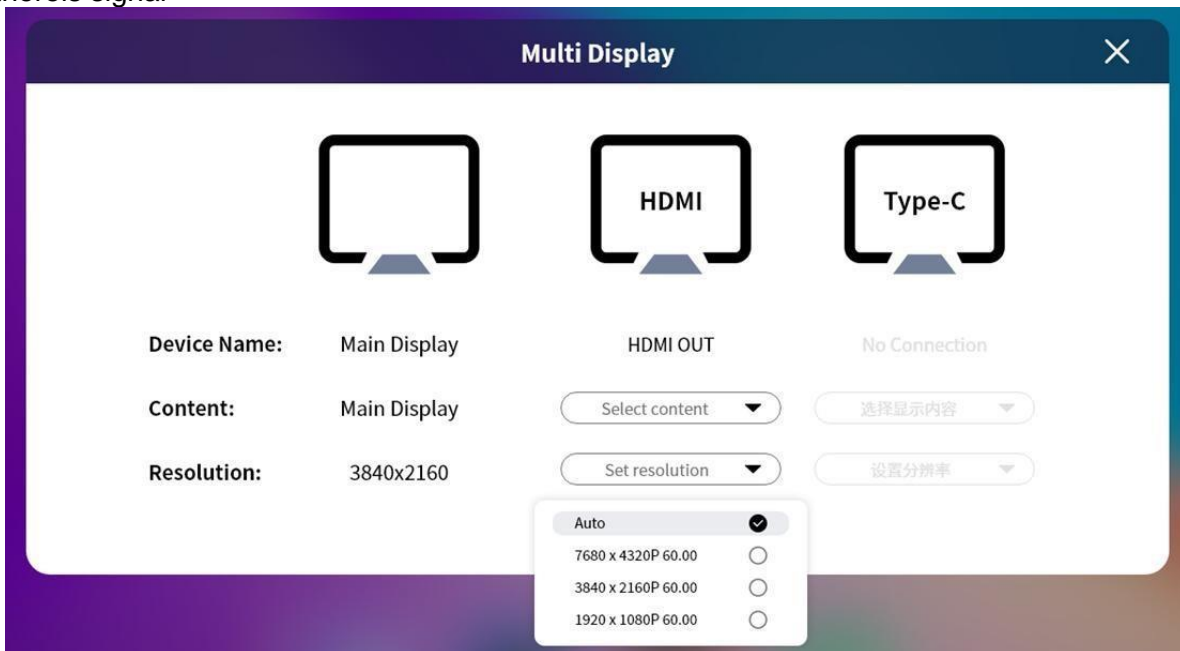 Multi Display
HDMI
Type-C
Device Name:
Main Display
HDMI OUT
No Connection
Content:
Main Display
Select content
选择显示内容
Resolution:
3840x2160
Set resolution
设置分辨率
Auto
7680 x 4320P 60.00
3840 x 2160P 60.00
1920 x 1080P 60.00